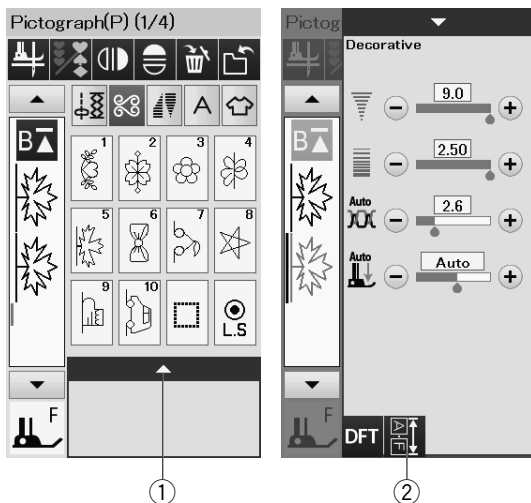 Pictograph(P) (1/4)
B
A
1
2
3
4
5
6
7
8
9
10
L.S
F
①
Pictog
Decorative
B
9.0
2.50
Auto
2.6
Auto
Auto
F
DFT
A
F
②